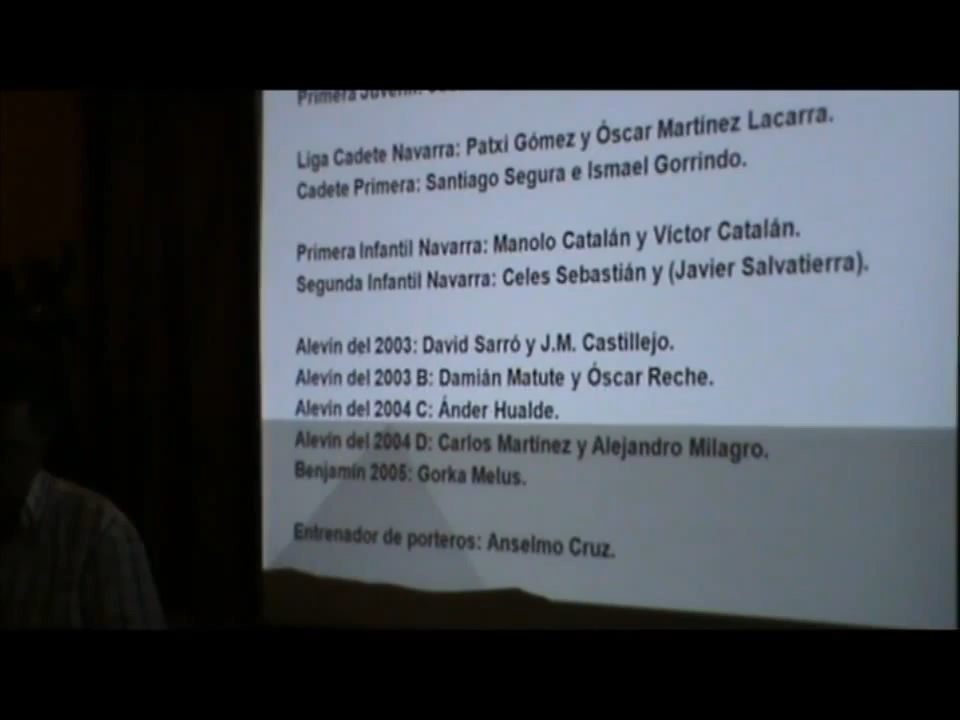 Primera Juvenil:
Liga Cadete Navarra: Patxi Gómez y Óscar Martínez Lacarra.
Cadete Primera: Santiago Segura e Ismael Gorrindo.
Primera Infantil Navarra: Manolo Catalán y Víctor Catalán.
Segunda Infantil Navarra: Celes Sebastián y (Javier Salvatierra).
Alevín del 2003: David Sarró y J.M. Castillejo.
Alevín del 2003 B: Damián Matute y Óscar Reche.
Alevín del 2004 C: Ánder Hualde.
Alevín del 2004 D: Carlos Martínez y Alejandro Milagro.
Benjamín 2005: Gorka Melus.
Entrenador de porteros: Anselmo Cruz.